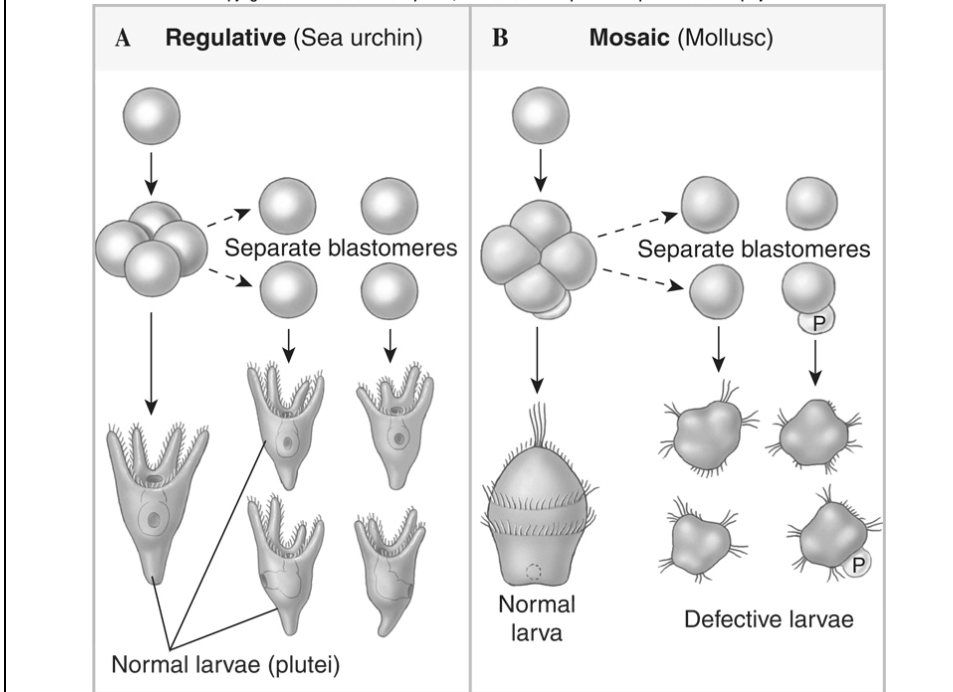 A Regulative (Sea urchin)
B Mosaic (Mollusc)
Separate blastomeres
Normal larvae (plutei)
Separate blastomeres
P
Normal
larva
P
Defective larvae